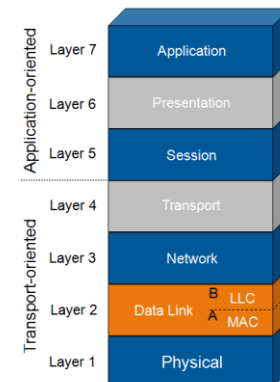 Application-oriented
Transport-oriented
Layer 7 Application
Layer 6 Presentation
Layer 5 Session
Layer 4 Transport
Layer 3 Network
Layer 2 Data Link B LLC
A MAC
Layer 1 Physical